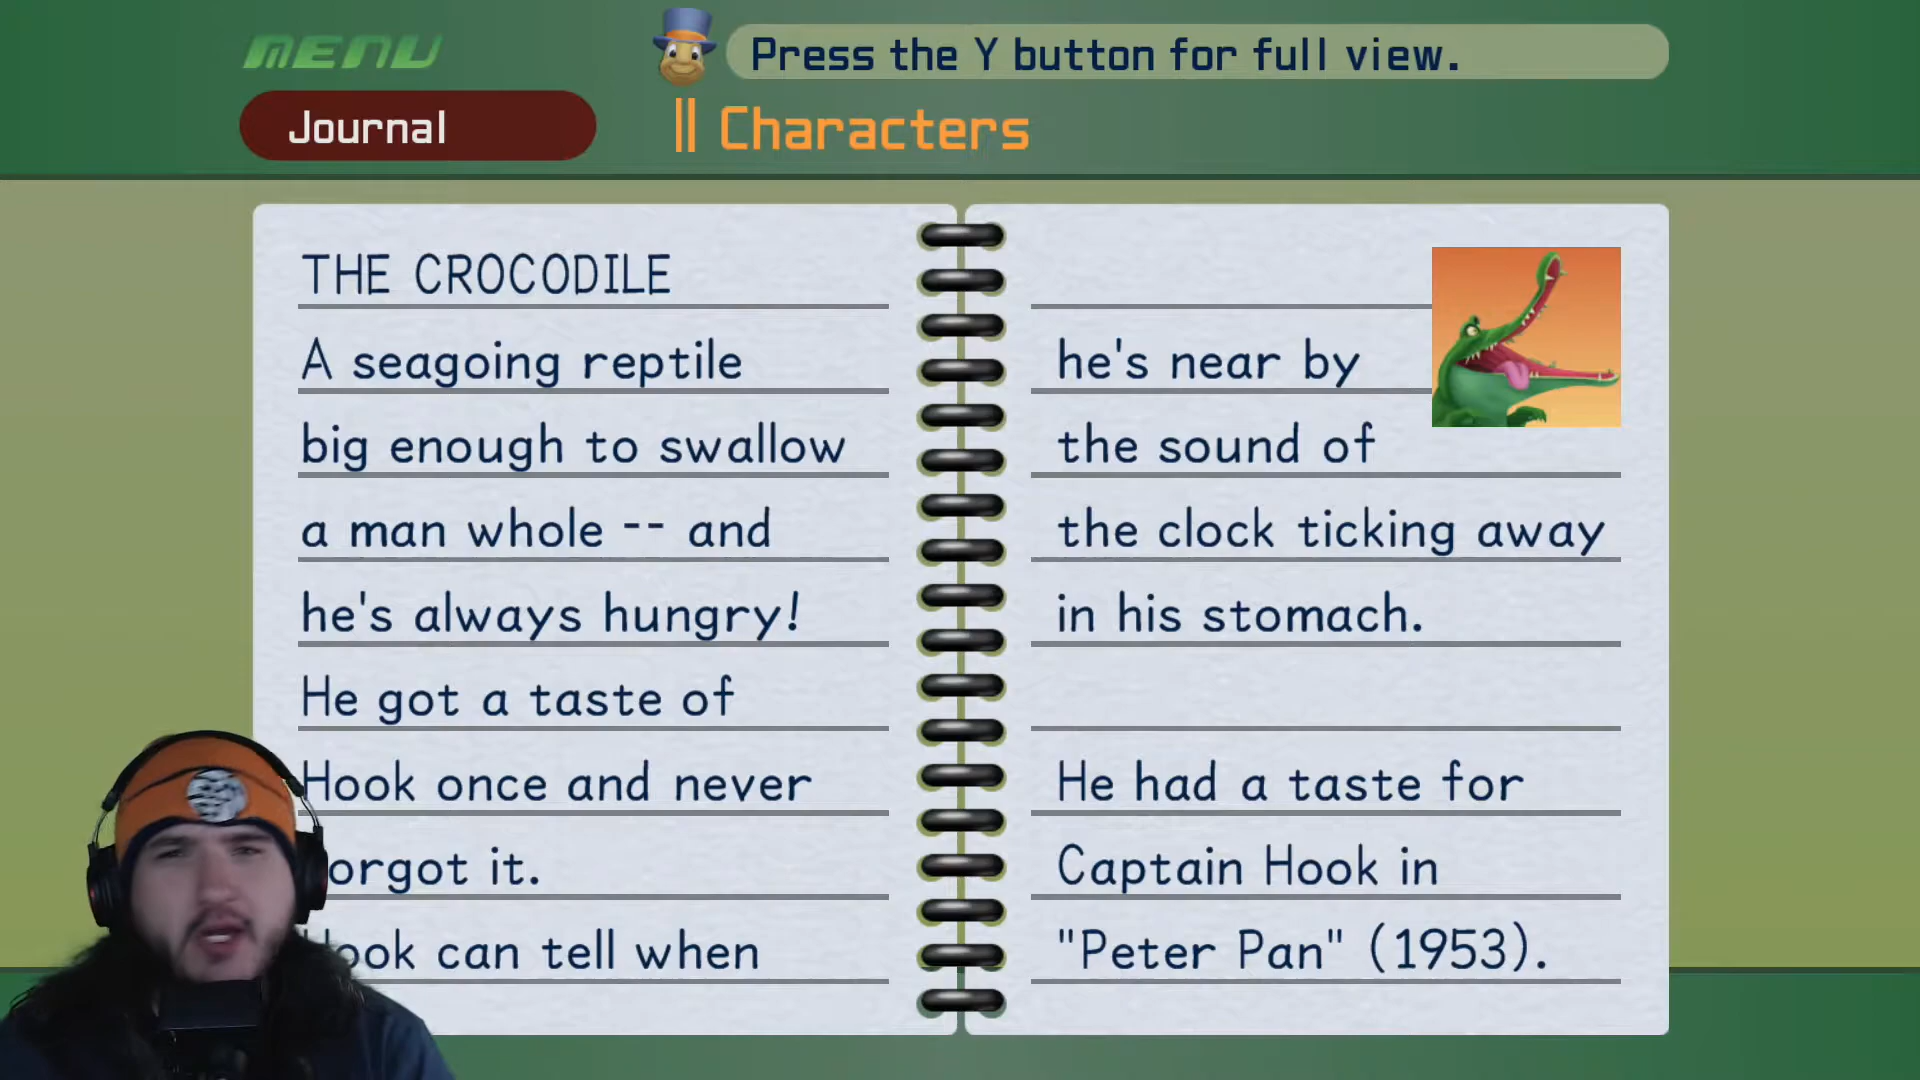 MENU
Press the Y button for full view.
Journal
Characters
THE CROCODILE
A seagoing reptile
big enough to swallow
a man whole -- and
he's always hungry!
He got a taste of
Hook once and never
orgot it.
ook can tell when
he's near by
the sound of
the clock ticking away
in his stomach.
He had a taste for
Captain Hook in
"Peter Pan" (1953).